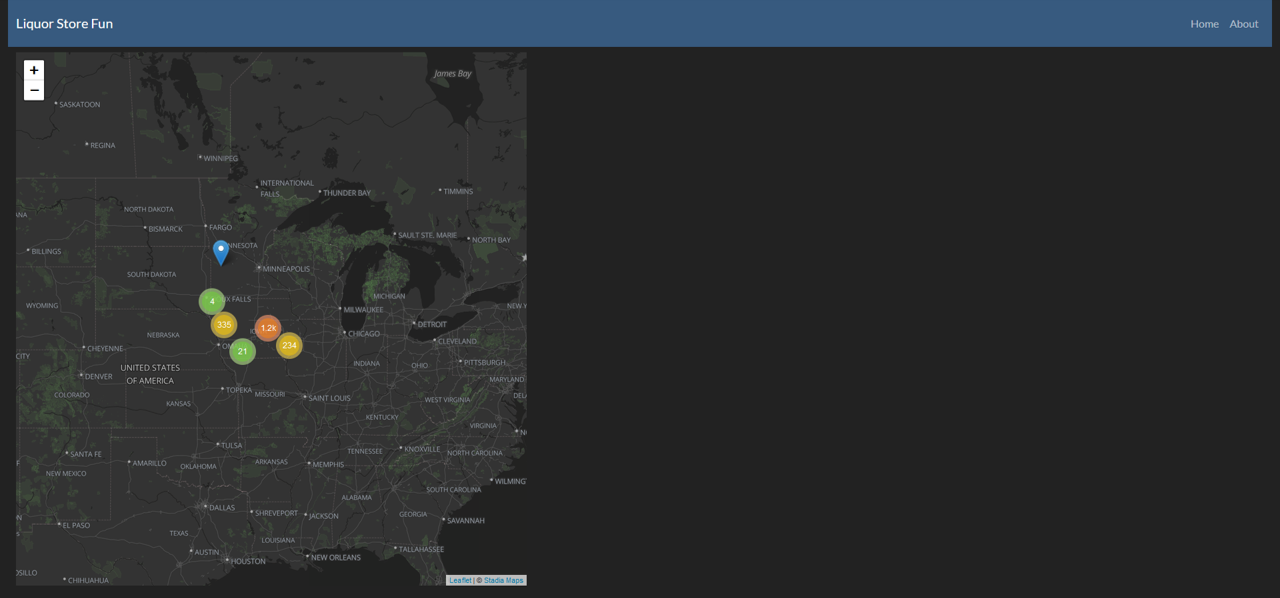 Liquor Store Fun
Home About
+
−
James Bay
SASKATOON
REGINA
WINNIPEG
INTERNATIONAL
FALLS
THUNDER BAY
TIMMINS
NORTH DAKOTA
ANA
BISMARCK
FARGO
SAULT STE. MARIE
NORTH BAY
BILLINGS
NNESOTA
MINNEAPOLIS
SOUTH DAKOTA
MICHIGAN
4
UX FALLS
WYOMING
MILWAUKEE
NEW Y
335
1.2k
DETROIT
NEBRASKA
CHICAGO
CLEVELAND
OM
234
CHEYENNE
21
CITY
INDIANA
OHIO
PITTSBURGH
UNITED STATES
OF AMERICA
DENVER
MARYLAND
COLORADO
TOPEKA
MISSOURI
SAINT LOUIS
WEST VIRGINIA
DEL
KANSAS
KENTUCKY
VIRGINIA
TULSA
SANTA FE
TENNESSEE
KNOXVILLE
NORTH CAROLINA
AMARILLO
OKLAHOMA
ARKANSAS
MEMPHIS
NEW MEXICO
WILMING
SOUTH CAROLINA
ALABAMA
DALLAS
SHREVEPORT
JACKSON
GEORGIA
SAVANNAH
EL PASO
TEXAS
LOUISIANA
AUSTIN
HOUSTON
NEW ORLEANS
TALLAHASSEE
OSILLO
CHIHUAHUA
Leaflet | © Stadia Maps